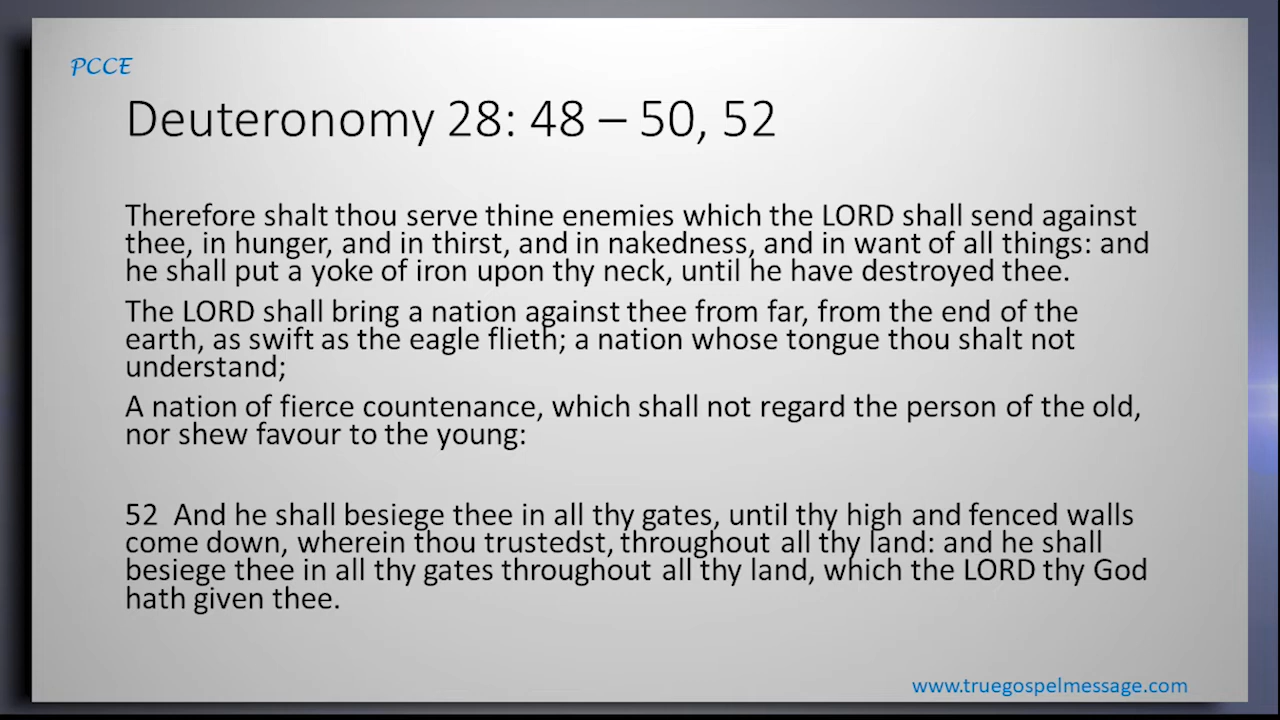 PCCE
Deuteronomy 28: 48 – 50, 52
Therefore shalt thou serve thine enemies which the LORD shall send against
thee, in hunger, and in thirst, and in nakedness, and in want of all things: and
he shall put a yoke of iron upon thy neck, until he have destroyed thee.
The LORD shall bring a nation against thee from far, from the end of the
earth, as swift as the eagle flieth; a nation whose tongue thou shalt not
understand;
A nation of fierce countenance, which shall not regard the person of the old,
nor shew favour to the young:
52 And he shall besiege thee in all thy gates, until thy high and fenced walls
come down, wherein thou trustedst, throughout all thy land: and he shall
besiege thee in all thy gates throughout all thy land, which the LORD thy God
hath given thee.
www.truegospelmessage.com